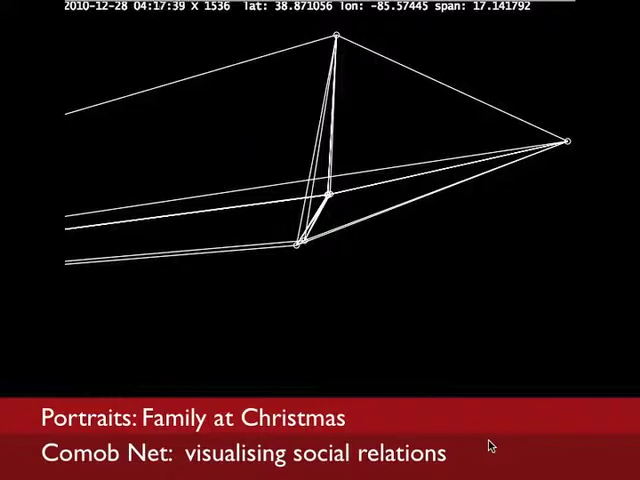 2010-12-28 04:17:39 X 1536 lat: 38.871056 lon: -85.57445 span: 17.141792
Portraits: Family at Christmas
Comob Net: visualising social relations